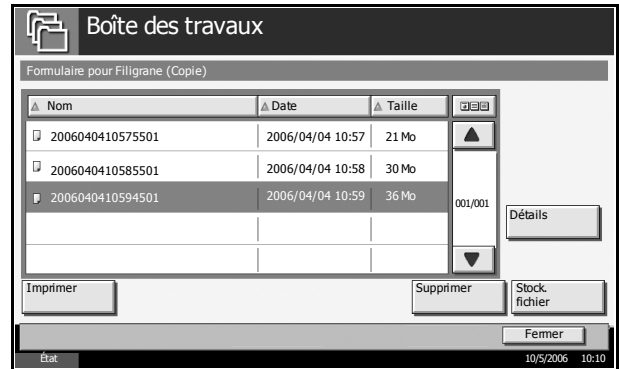 Boîte des travaux
Formulaire pour Filigrane (Copie)
Nom Date Taille
2006040410575501 2006/04/04 10:57 21 Mo
2006040410585501 2006/04/04 10:58 30 Mo
2006040410594501 2006/04/04 10:59 36 Mo
001/001
Détails
Imprimer Supprimer Stock.
fichier
Fermer
État 10/5/2006 10:10